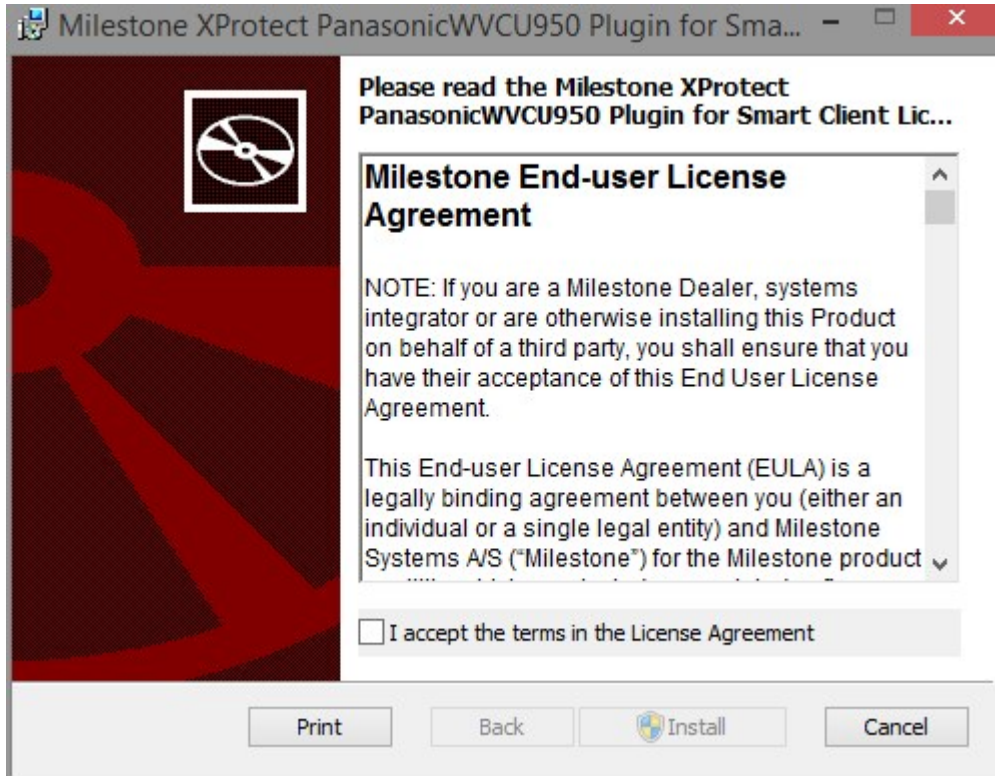 Milestone XProtect PanasonicWVCU950 Plugin for Sma...
Please read the Milestone XProtect
PanasonicWVCU950 Plugin for Smart Client Lic...
Milestone End-user License
Agreement
NOTE: If you are a Milestone Dealer, systems
integrator or are otherwise installing this Product
on behalf of a third party, you shall ensure that you
have their acceptance of this End User License
Agreement.
This End-user License Agreement (EULA) is a
legally binding agreement between you (either an
individual or a single legal entity) and Milestone
Systems A/S (“Milestone”) for the Milestone product
I accept the terms in the License Agreement
Print Back Install Cancel